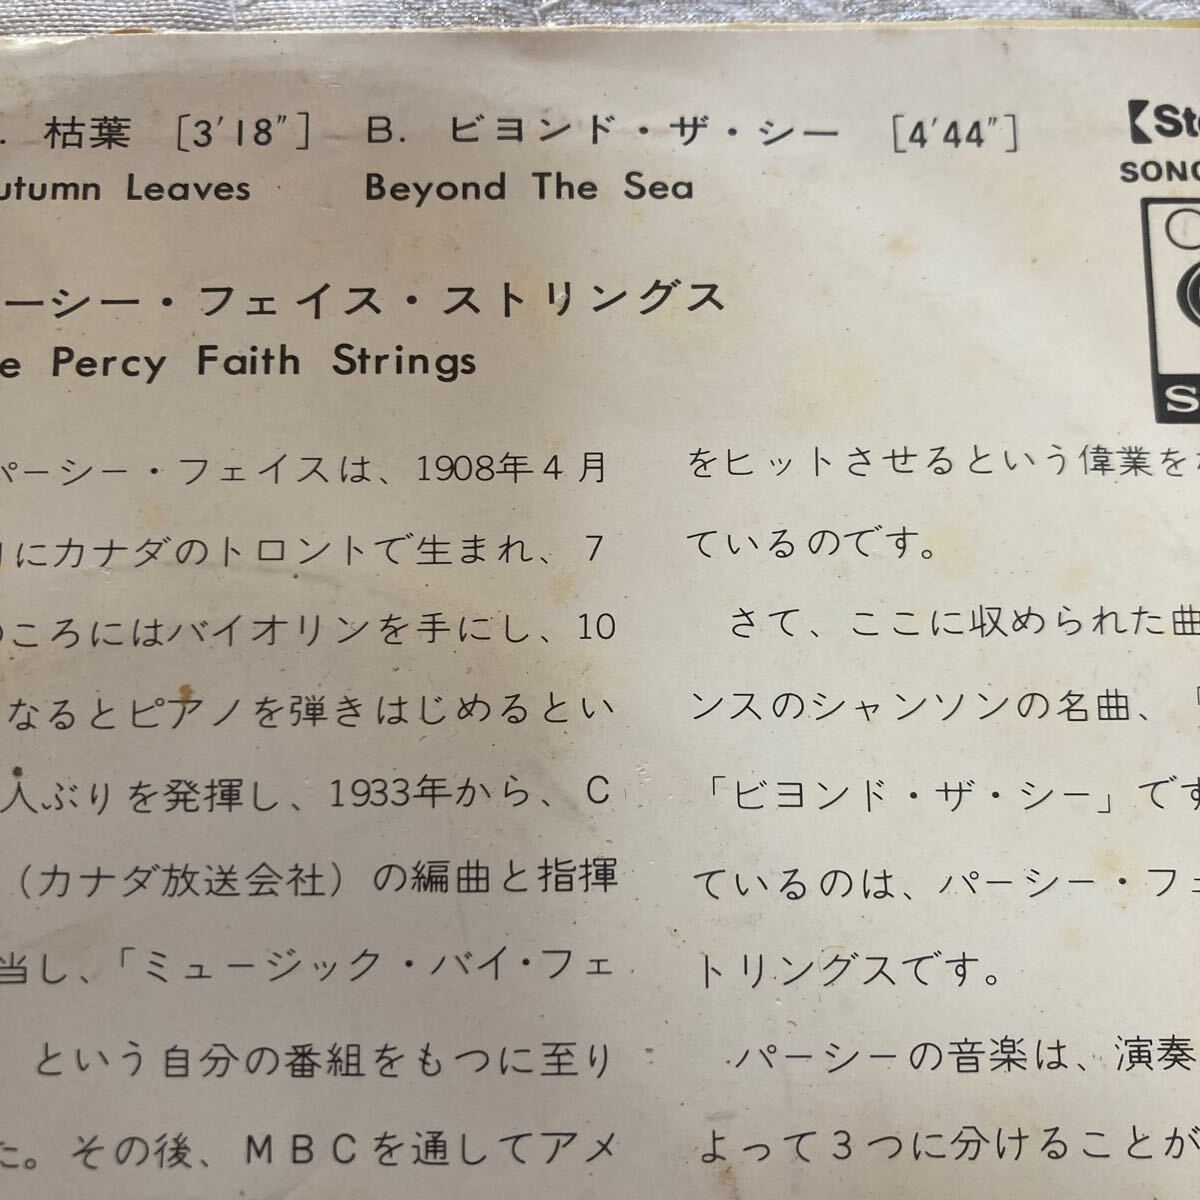 . 枯葉 [3′18″] B. ビヨンド・ザ・シー [4′44″]
utumn Leaves Beyond The Sea
ーシー・フェイス・ストリングス
e Percy Faith Strings
パーシー・フェイスは、1908年4月
にカナダのトロントで生まれ、7
ころにはバイオリンを手にし、10
なるとピアノを弾きはじめるとい
人ぶりを発揮し、1933年から、C
(カナダ放送会社)の編曲と指揮
当し、「ミュージック・バイ・フェ
という自分の番組をもつに至り
た。その後、MBCを通してアメ
【Ste
SONG
S
をヒットさせるという偉業を
ているのです。
さて、ここに収められた曲
ンスのシャンソンの名曲、「
「ビヨンド・ザ・シー」です
ているのは、パーシー・フェ
トリングスです。
パーシーの音楽は、演奏
よって3つに分けることが